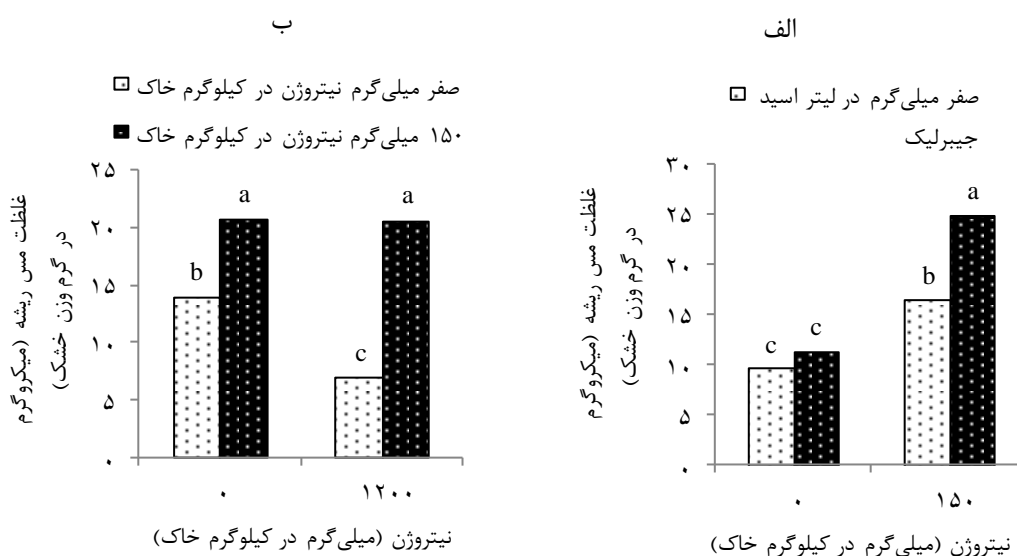 الف
صفر میلی‌گرم در لیتر اسید
جیبرلیک
غلظت مس ریشه (میکروگرم
در گرم وزن خشک)
۳۰
۲۵
۲۰
۱۵
۱۰
۵
۰
c
c
b
a
۰
۱۵۰
نیتروژن (میلی‌گرم در کیلوگرم خاک)
ب
صفر میلی‌گرم نیتروژن در کیلوگرم خاک
۱۵۰ میلی‌گرم نیتروژن در کیلوگرم خاک
غلظت مس ریشه (میکروگرم
در گرم وزن خشک)
۲۵
۲۰
۱۵
۱۰
۵
۰
b
a
c
a
۰
۱۲۰۰
نیتروژن (میلی‌گرم در کیلوگرم خاک)